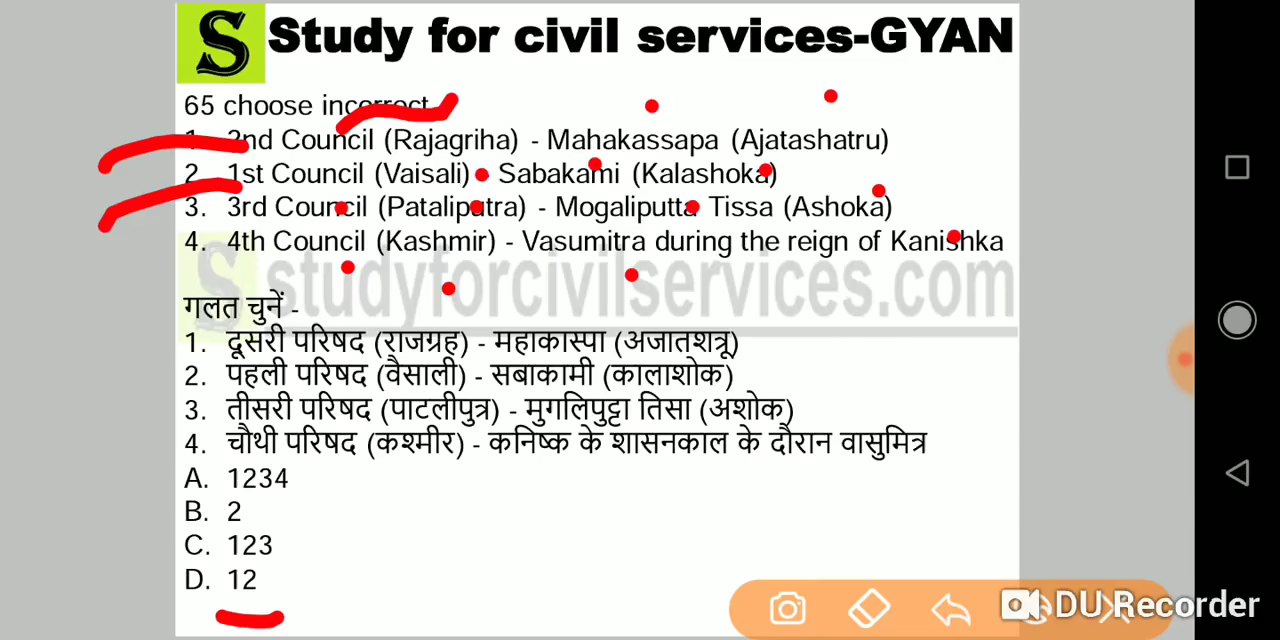 S Study for civil services-GYAN
65 choose incorrect
1. 2nd Council (Rajagriha) - Mahakassapa (Ajatashatru)
2. 1st Council (Vaisali) - Sabakami (Kalashoka)
3. 3rd Council (Pataliputra) - Mogaliputta Tissa (Ashoka)
4. 4th Council (Kashmir) - Vasumitra during the reign of Kanishka
S studyforcivilservices.com
गलत चुनें -
1. दूसरी परिषद (राजग्रह) - महाकास्पा (अजातशत्रू)
2. पहली परिषद (वैसाली) - सबाकामी (कालाशोक)
3. तीसरी परिषद (पाटलीपुत्र) - मुगलिपुट्टा तिसा (अशोक)
4. चौथी परिषद (कश्मीर) - कनिष्क के शासनकाल के दौरान वासुमित्र
A. 1234
B. 2
C. 123
D. 12
DU Recorder